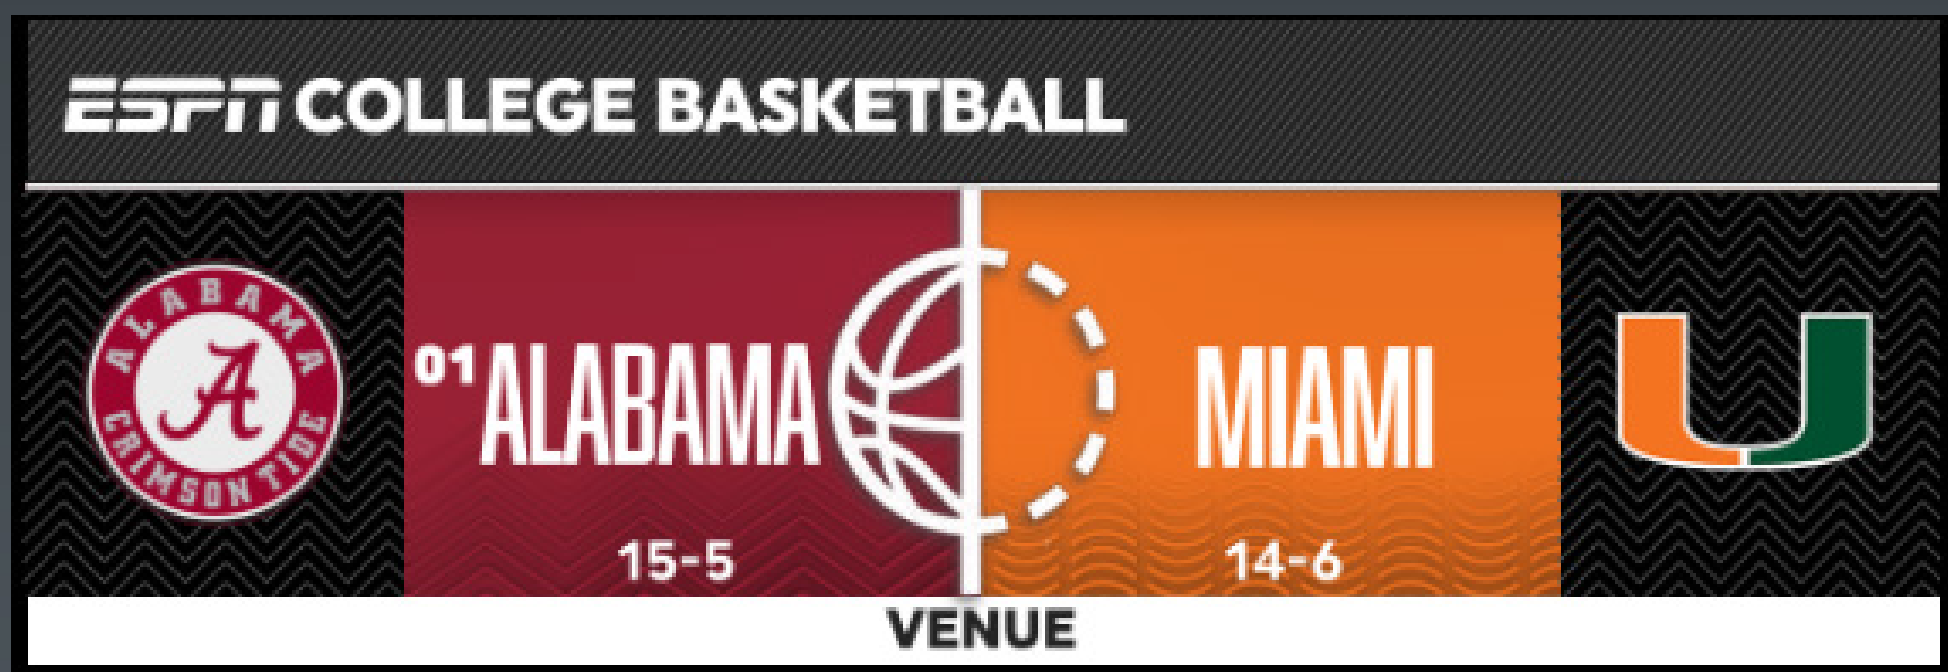 ESPN COLLEGE BASKETBALL
ALABAMA
A
CRIMSON TIDE
01 ALABAMA
15-5
MIAMI
14-6
U
VENUE